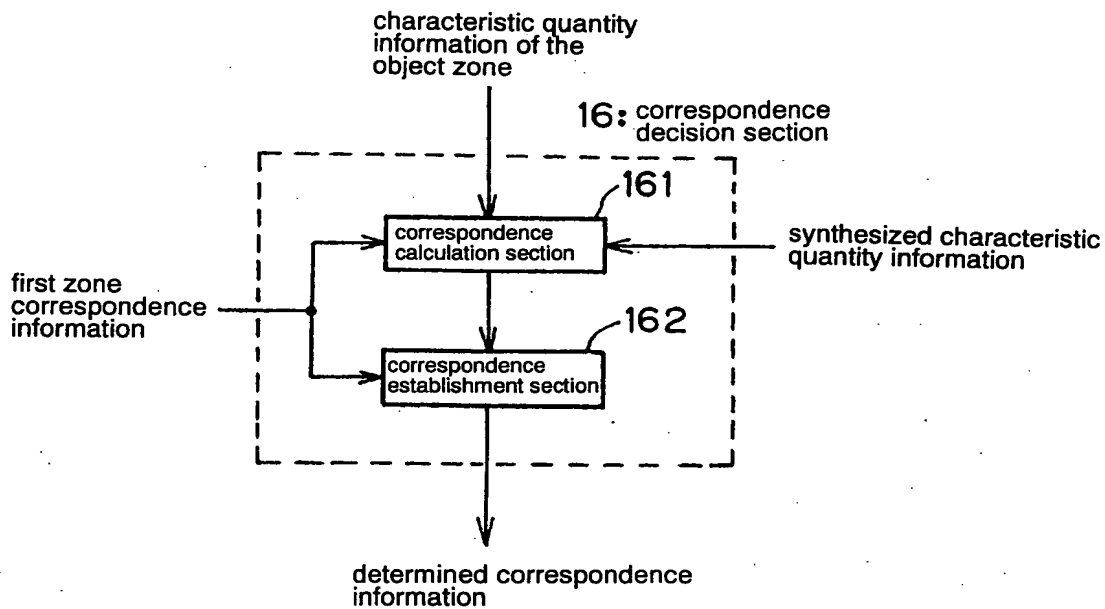 characteristic quantity
information of the
object zone
16: correspondence
decision section
161
correspondence
calculation section
synthesized characteristic
quantity information
first zone
correspondence
information
162
correspondence
establishment section
determined correspondence
information